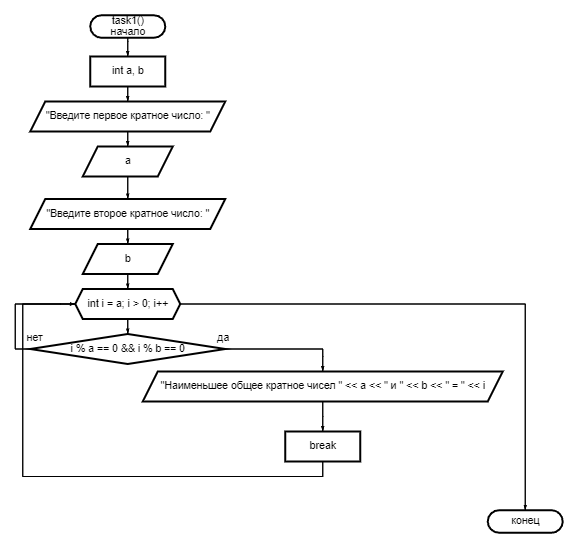 task1()
начало
int a, b
"Введите первое кратное число: "
a
"Введите второе кратное число: "
b
int i = a; i > 0; i++
нет
да
i % a == 0 && i % b == 0
"Наименьшее общее кратное чисел " << a << " и " << b << " = " << i
break
конец